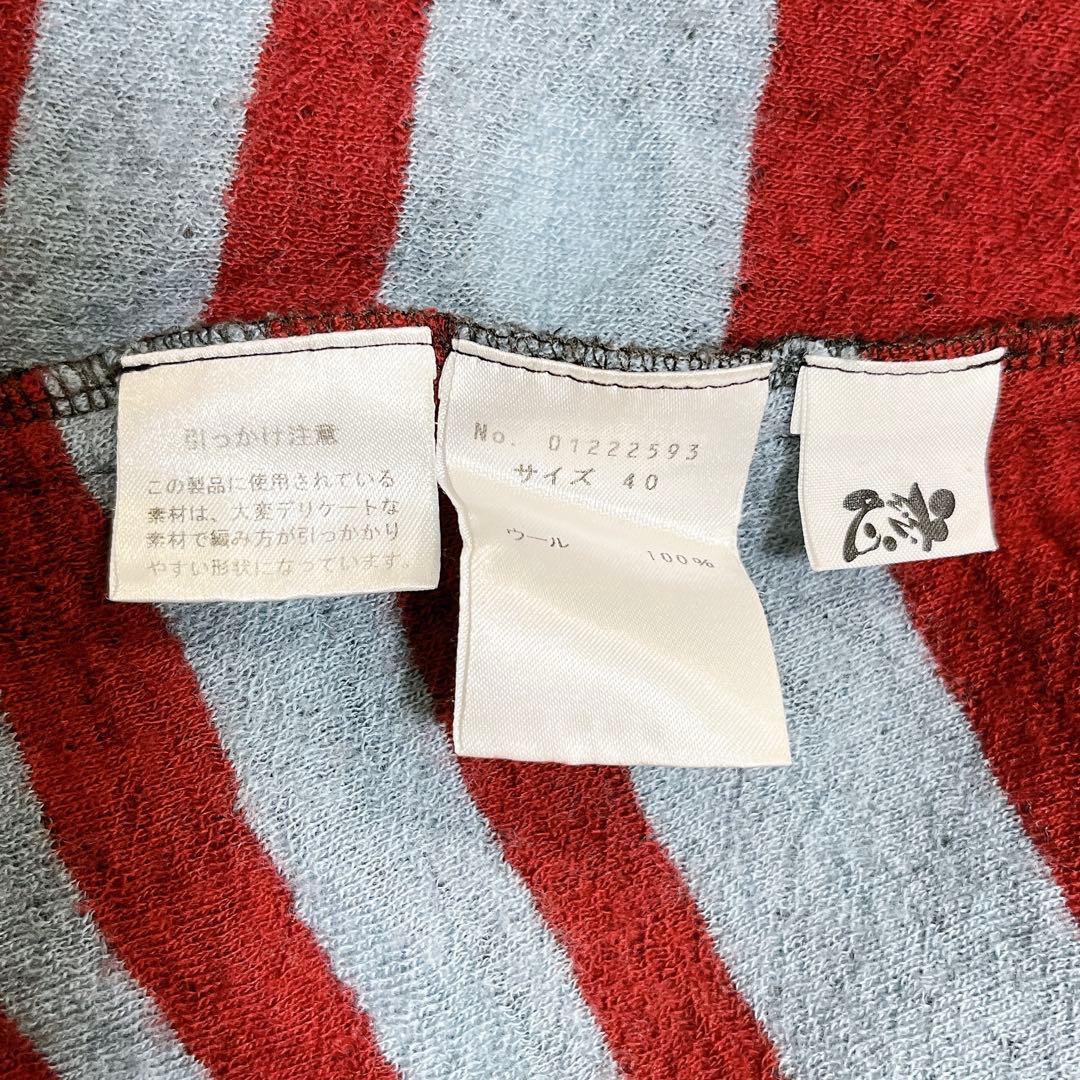 引っかけ注意
この製品に使用されている
素材は、大変デリケートな
素材で編み方が引っかかり
やすい形状になっています。
No. 01222593
サイズ 40
ウール 100%